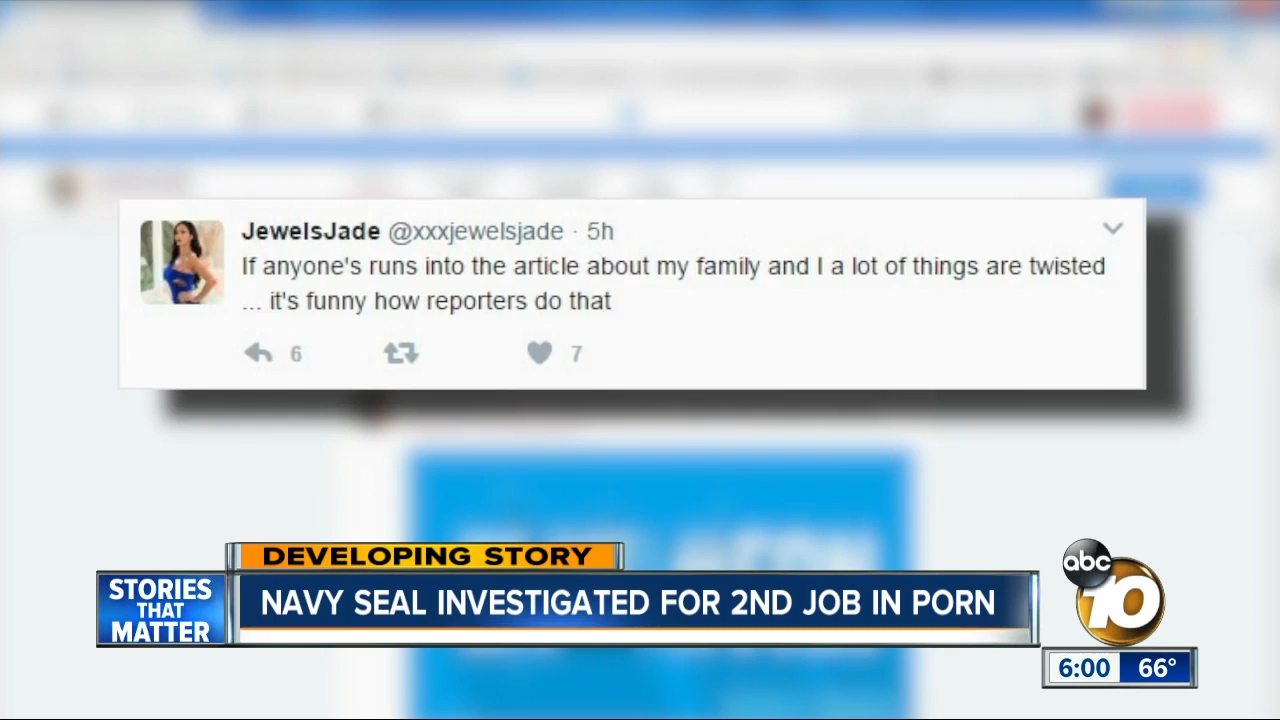 JewelsJade @xxxjewelsjade · 5h
If anyone's runs into the article about my family and I a lot of things are twisted
... it's funny how reporters do that
6 7
DEVELOPING STORY
STORIES
THAT
MATTER
NAVY SEAL INVESTIGATED FOR 2ND JOB IN PORN
abc
10
6:00 66°